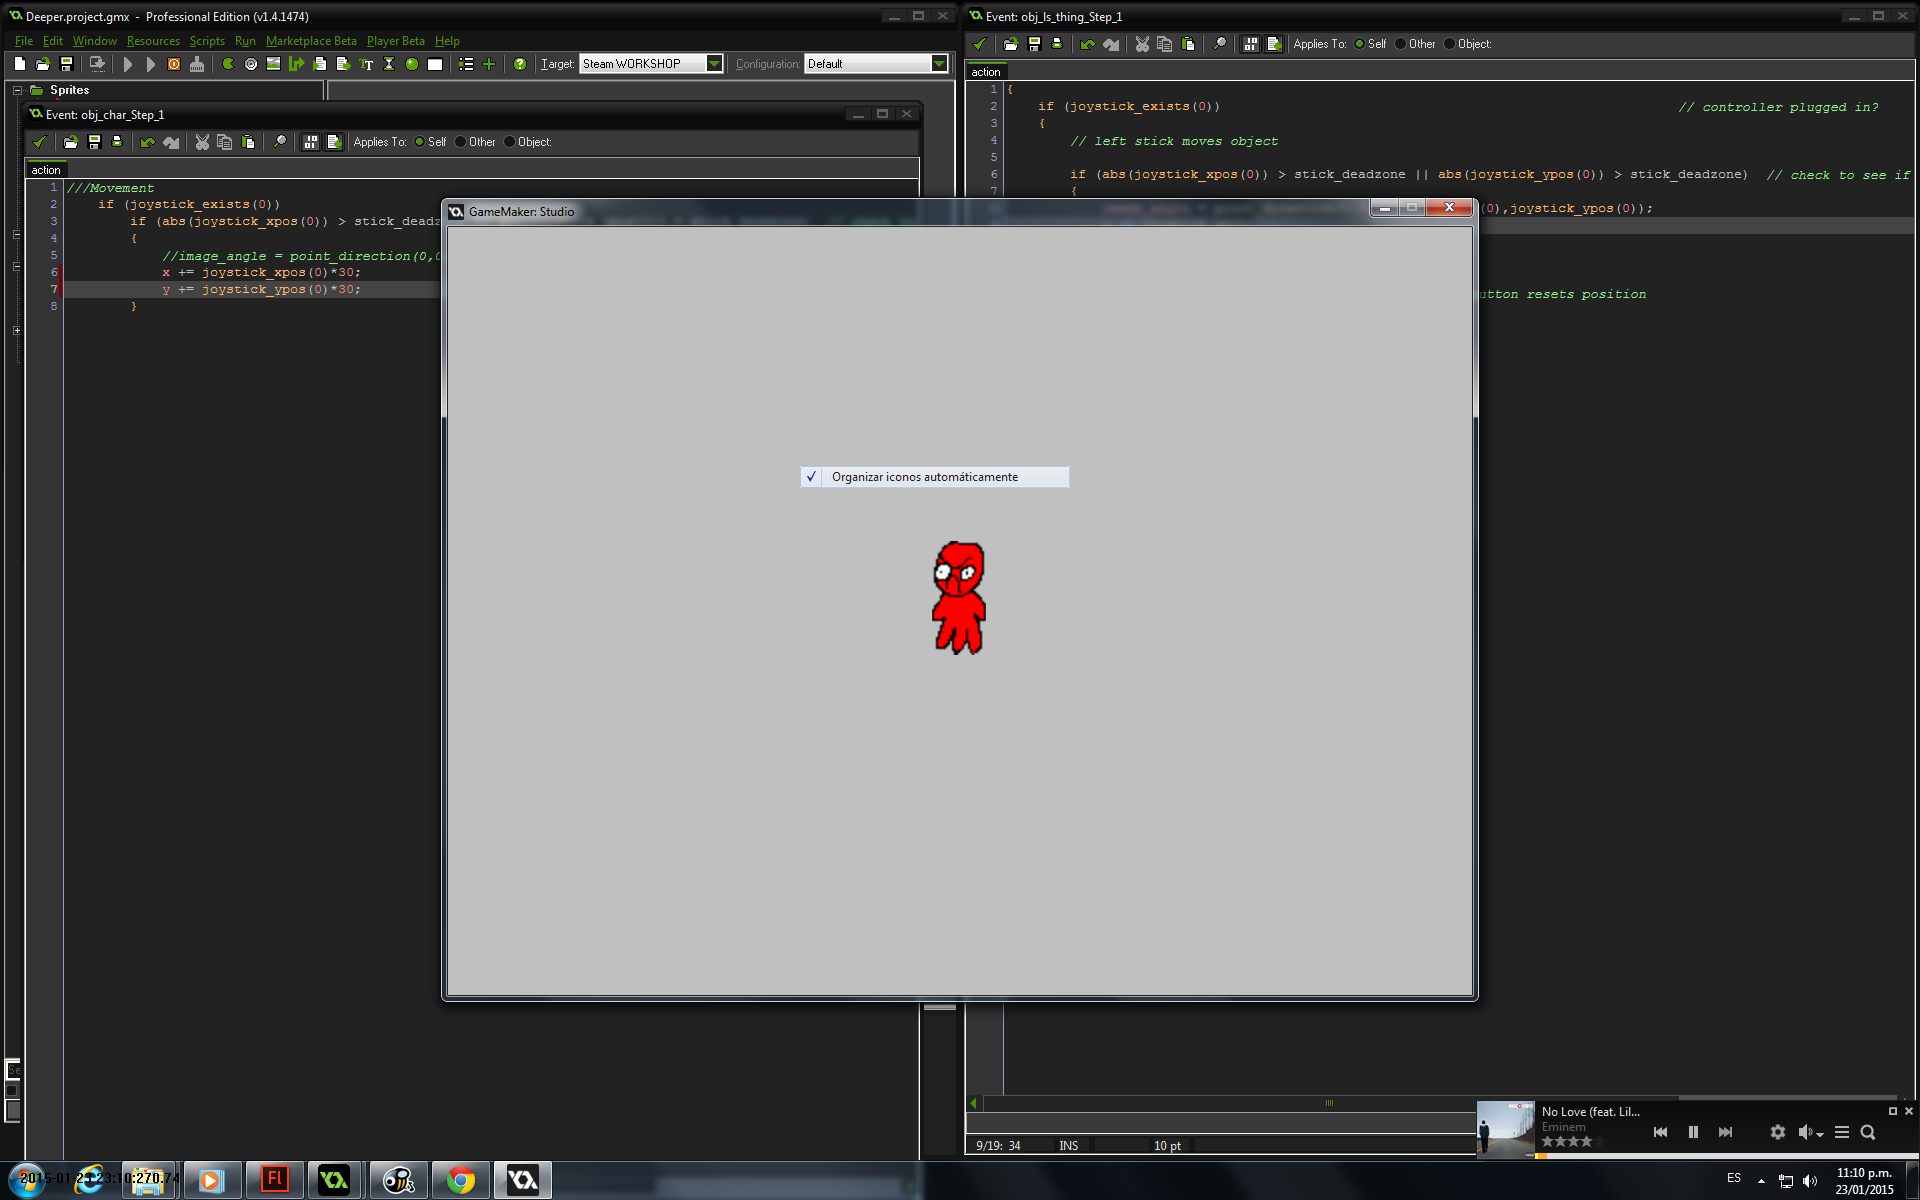 Deeper.project.gmx - Professional Edition (v1.4.1474)
File Edit Window Resources Scripts Run Marketplace Beta Player Beta Help
Target: Steam WORKSHOP Configuration: Default
Sprites
Event: obj_char_Step_1
Applies To: Self Other Object:
action
1 ///Movement
2 if (joystick_exists(0))
3 if (abs(joystick_xpos(0)) > stick_deadz
4 {
5 //image_angle = point_direction(0,0
6 x += joystick_xpos(0)*30;
7 y += joystick_ypos(0)*30;
8 }
Event: obj_ls_thing_Step_1
Applies To: Self Other Object:
action
1 {
2 if (joystick_exists(0)) // controller plugged in?
3 {
4 // left stick moves object
5
6 if (abs(joystick_xpos(0)) > stick_deadzone || abs(joystick_ypos(0)) > stick_deadzone) // check to see if
7 {
(0),joystick_ypos(0));
utton resets position
GameMaker: Studio
Organizar iconos automáticamente
9/19: 34 INS 10 pt
No Love (feat. Lil...
Eminem
2015-01-23 23:10:270.74
Fl
ES
11:10 p.m.
23/01/2015